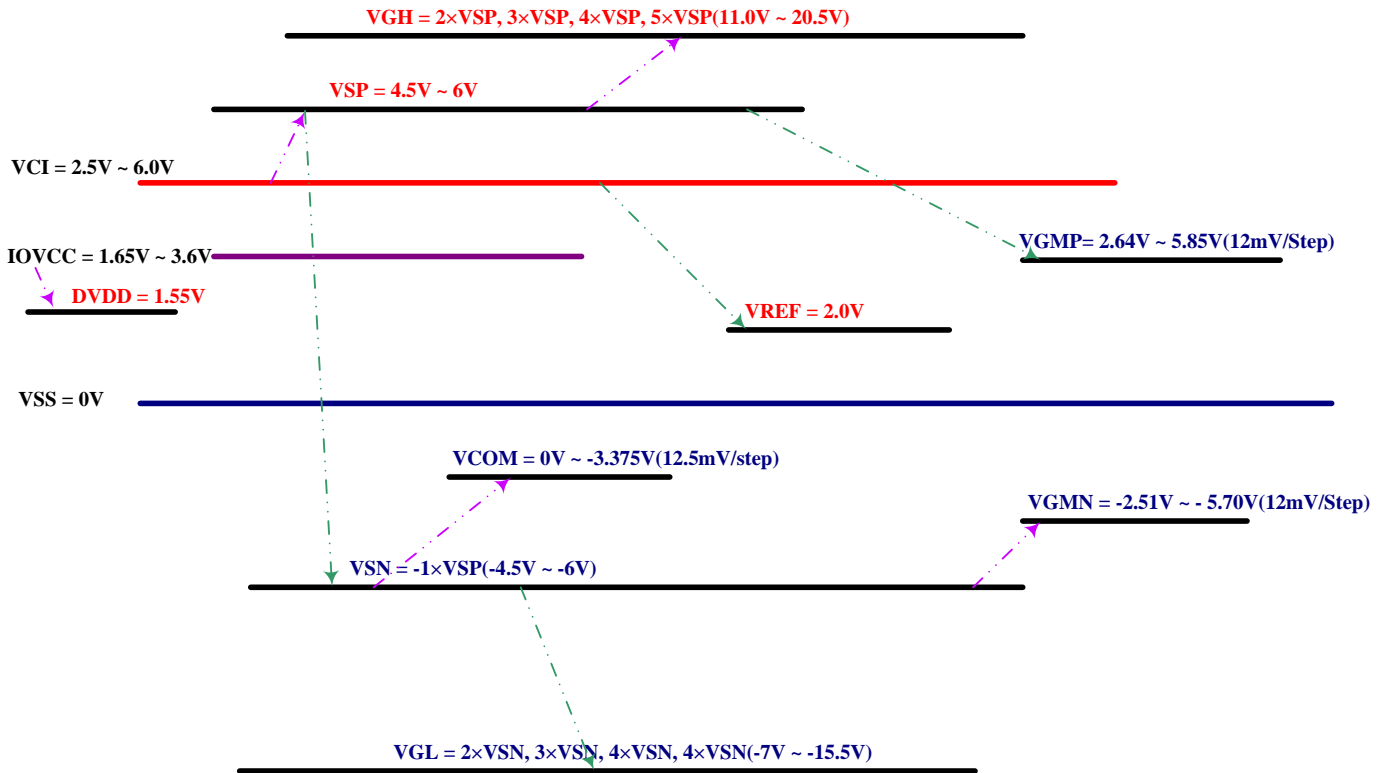 VGH = 2×VSP, 3×VSP, 4×VSP, 5×VSP(11.0V ~ 20.5V)
VSP = 4.5V ~ 6V
VCI = 2.5V ~ 6.0V
VGMP= 2.64V ~ 5.85V(12mV/Step)
IOVCC = 1.65V ~ 3.6V
DVDD = 1.55V
VREF = 2.0V
VSS = 0V
VCOM = 0V ~ -3.375V(12.5mV/step)
VGMN = -2.51V ~ - 5.70V(12mV/Step)
VSN = -1×VSP(-4.5V ~ -6V)
VGL = 2×VSN, 3×VSN, 4×VSN, 4×VSN(-7V ~ -15.5V)